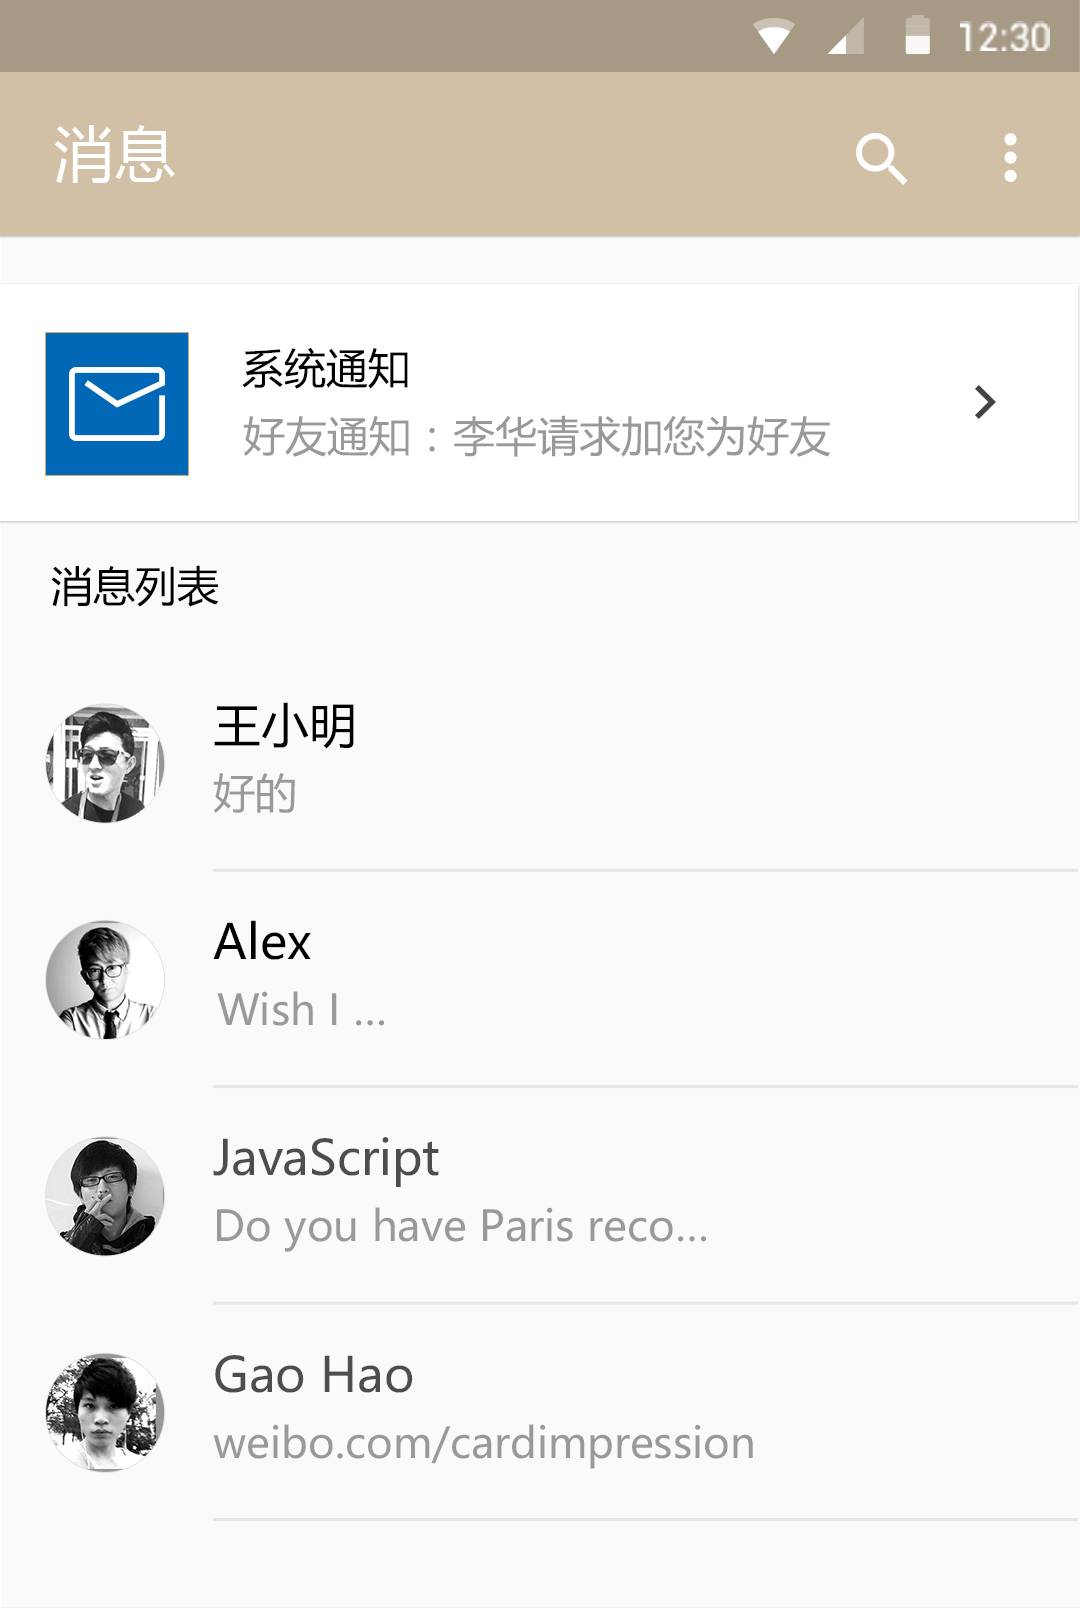 12:30
消息
系统通知
好友通知：李华请求加您为好友
消息列表
王小明
好的
Alex
Wish I ...
JavaScript
Do you have Paris reco...
Gao Hao
weibo.com/cardimpression